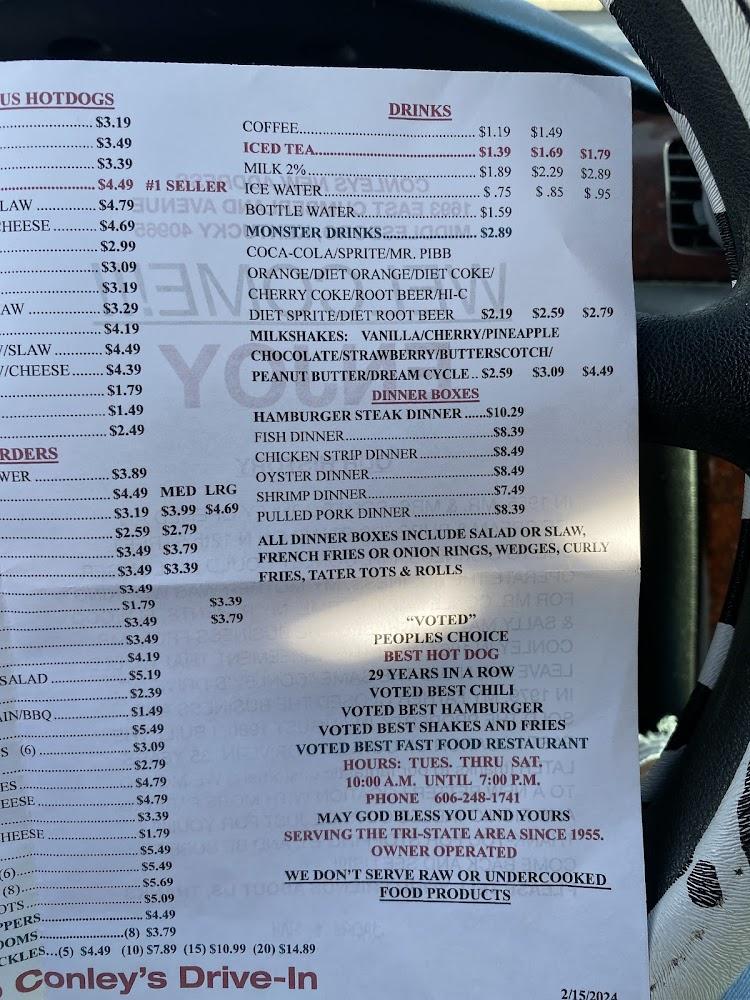 US HOTDOGS
$3.19
$3.49
$3.39
$4.49 #1 SELLER
LAW $4.79
CHEESE $4.69
$2.99
$3.09
$3.19
AW $3.29
$4.19
/SLAW $4.49
/CHEESE $4.39
$1.79
$1.49
$2.49
RDERS
WER $3.89
$4.49 MED LRG
$3.19 $3.99 $4.69
$2.59 $2.79
$3.49 $3.79
$3.49 $3.39
$3.49
$1.79 $3.39
$3.49 $3.79
$3.49
$4.19
SALAD $5.19
$2.39
AIN/BBQ $1.49
$5.49
S (6) $3.09
$2.79
ES $4.79
EESE $4.79
$3.39
HEESE $1.79
$5.49
(6) $5.49
(8) $5.69
OTS $5.09
PPERS $4.49
OOMS (8) $3.79
CKLES...(5) $4.49 (10) $7.89 (15) $10.99 (20) $14.89
DRINKS
COFFEE $1.19 $1.49
ICED TEA $1.39 $1.69 $1.79
MILK 2% $1.89 $2.29 $2.89
ICE WATER $ .75 $ .85 $ .95
BOTTLE WATER $1.59
MONSTER DRINKS $2.89
COCA-COLA/SPRITE/MR. PIBB
ORANGE/DIET ORANGE/DIET COKE/
CHERRY COKE/ROOT BEER/HI-C
DIET SPRITE/DIET ROOT BEER $2.19 $2.59 $2.79
MILKSHAKES: VANILLA/CHERRY/PINEAPPLE
CHOCOLATE/STRAWBERRY/BUTTERSCOTCH/
PEANUT BUTTER/DREAM CYCLE.. $2.59 $3.09 $4.49
DINNER BOXES
HAMBURGER STEAK DINNER ......$10.29
FISH DINNER $8.39
CHICKEN STRIP DINNER $8.49
OYSTER DINNER $8.49
SHRIMP DINNER $7.49
PULLED PORK DINNER $8.39
ALL DINNER BOXES INCLUDE SALAD OR SLAW,
FRENCH FRIES OR ONION RINGS, WEDGES, CURLY
FRIES, TATER TOTS & ROLLS
"VOTED"
PEOPLES CHOICE
BEST HOT DOG
29 YEARS IN A ROW
VOTED BEST CHILI
VOTED BEST HAMBURGER
VOTED BEST SHAKES AND FRIES
VOTED BEST FAST FOOD RESTAURANT
HOURS: TUES. THRU SAT.
10:00 A.M. UNTIL 7:00 P.M.
PHONE 606-248-1741
MAY GOD BLESS YOU AND YOURS
SERVING THE TRI-STATE AREA SINCE 1955.
OWNER OPERATED
WE DON'T SERVE RAW OR UNDERCOOKED
FOOD PRODUCTS
Conley's Drive-In
2/15/2024